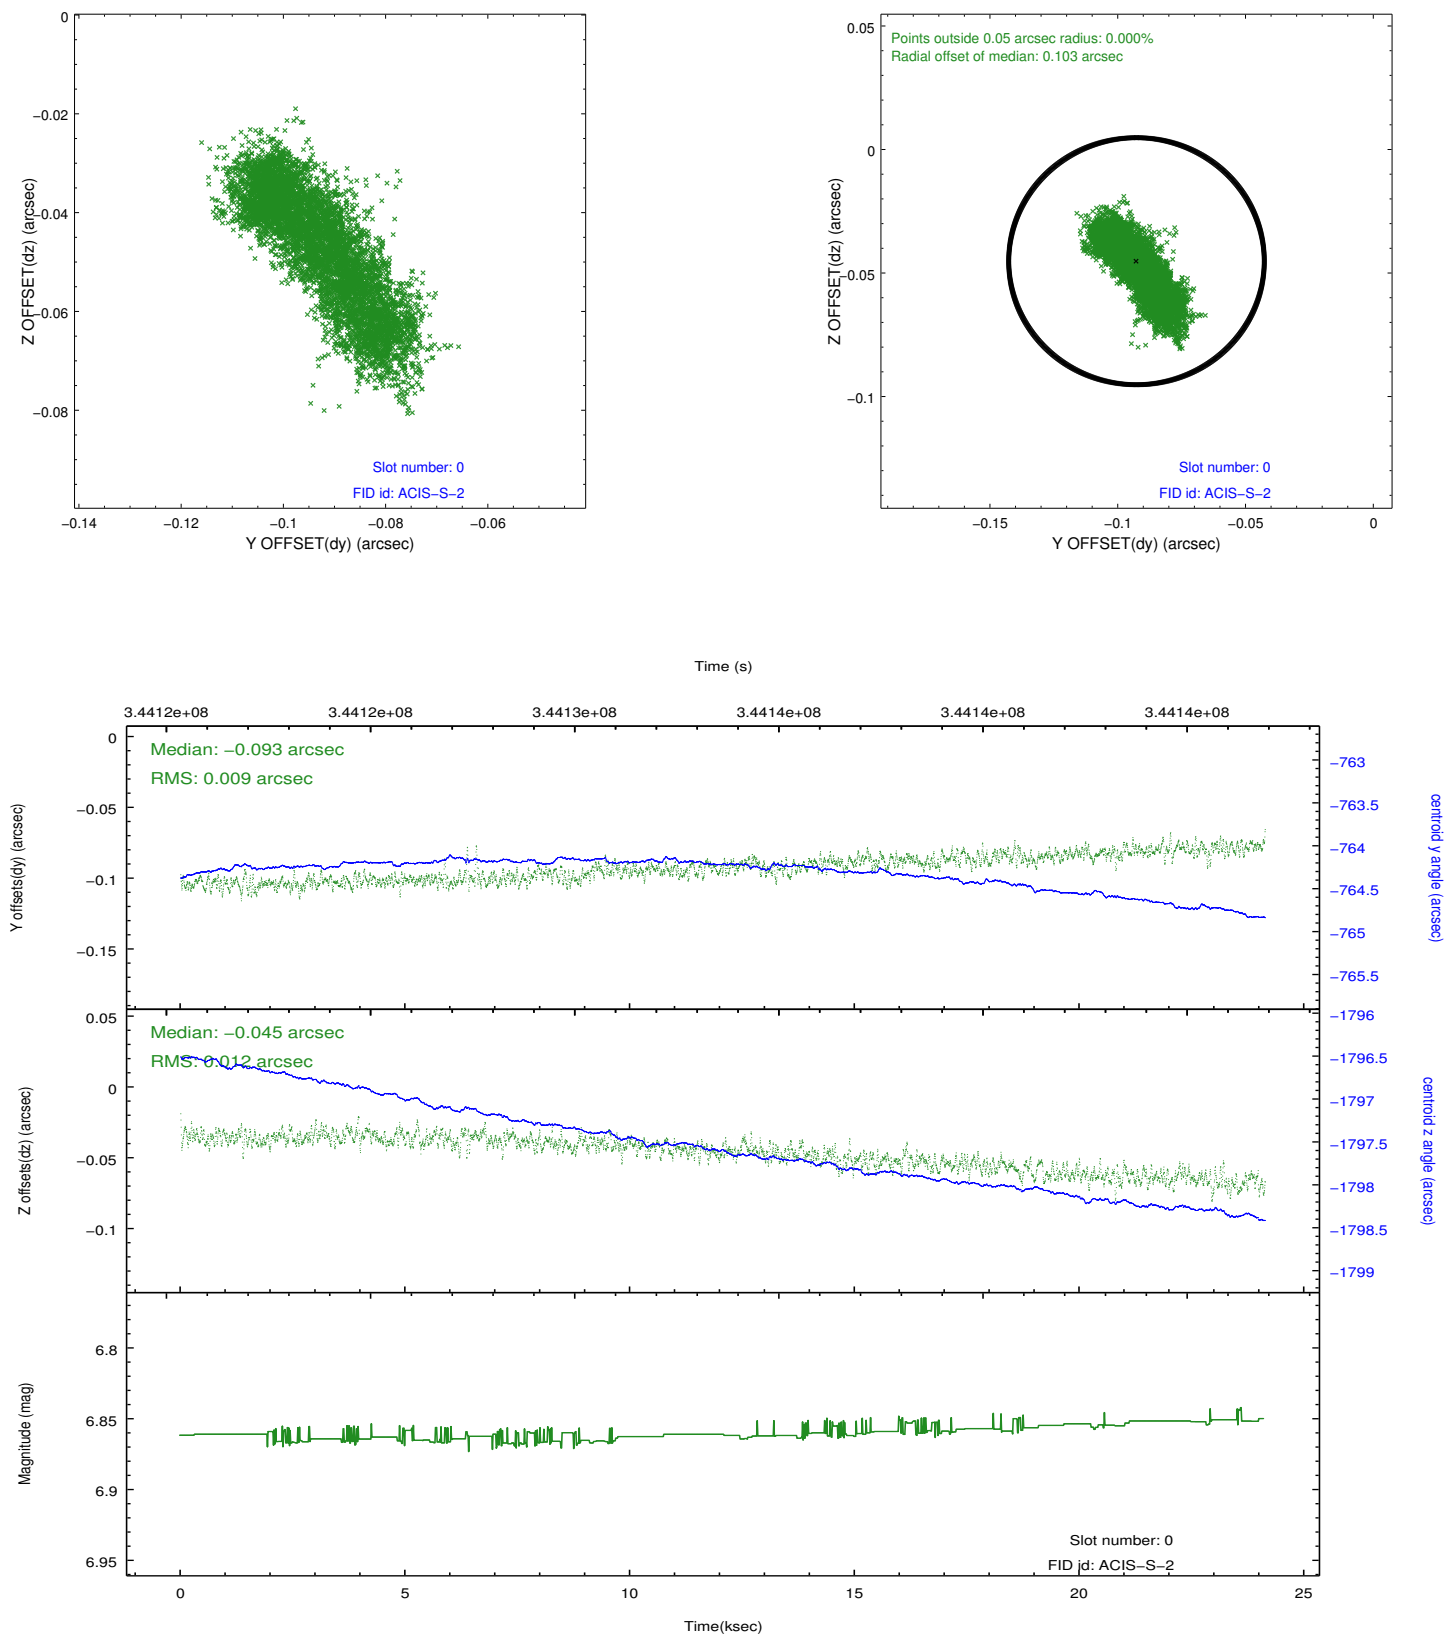 0
−0.02
−0.04
−0.06
−0.08
Z OFFSET(dz) (arcsec)
Slot number: 0
FID id: ACIS−S−2
−0.14
−0.12
−0.1
−0.08
−0.06
Y OFFSET(dy) (arcsec)
0.05
Points outside 0.05 arcsec radius: 0.000%
Radial offset of median: 0.103 arcsec
0
−0.05
−0.1
Z OFFSET(dz) (arcsec)
Slot number: 0
FID id: ACIS−S−2
−0.15
−0.1
−0.05
0
Y OFFSET(dy) (arcsec)
Time (s)
3.4412e+08
3.4412e+08
3.4413e+08
3.4414e+08
3.4414e+08
3.4414e+08
0
−0.05
−0.1
−0.15
Y offsets(dy) (arcsec)
Median: −0.093 arcsec
RMS: 0.009 arcsec
−763
−763.5
−764
−764.5
−765
−765.5
centroid y angle (arcsec)
0.05
0
−0.05
−0.1
Z offsets(dz) (arcsec)
Median: −0.045 arcsec
RMS: 0.012 arcsec
−1796
−1796.5
−1797
−1797.5
−1798
−1798.5
−1799
centroid z angle (arcsec)
6.8
6.85
6.9
6.95
Magnitude (mag)
Slot number: 0
FID id: ACIS−S−2
0
5
10
15
20
25
Time(ksec)